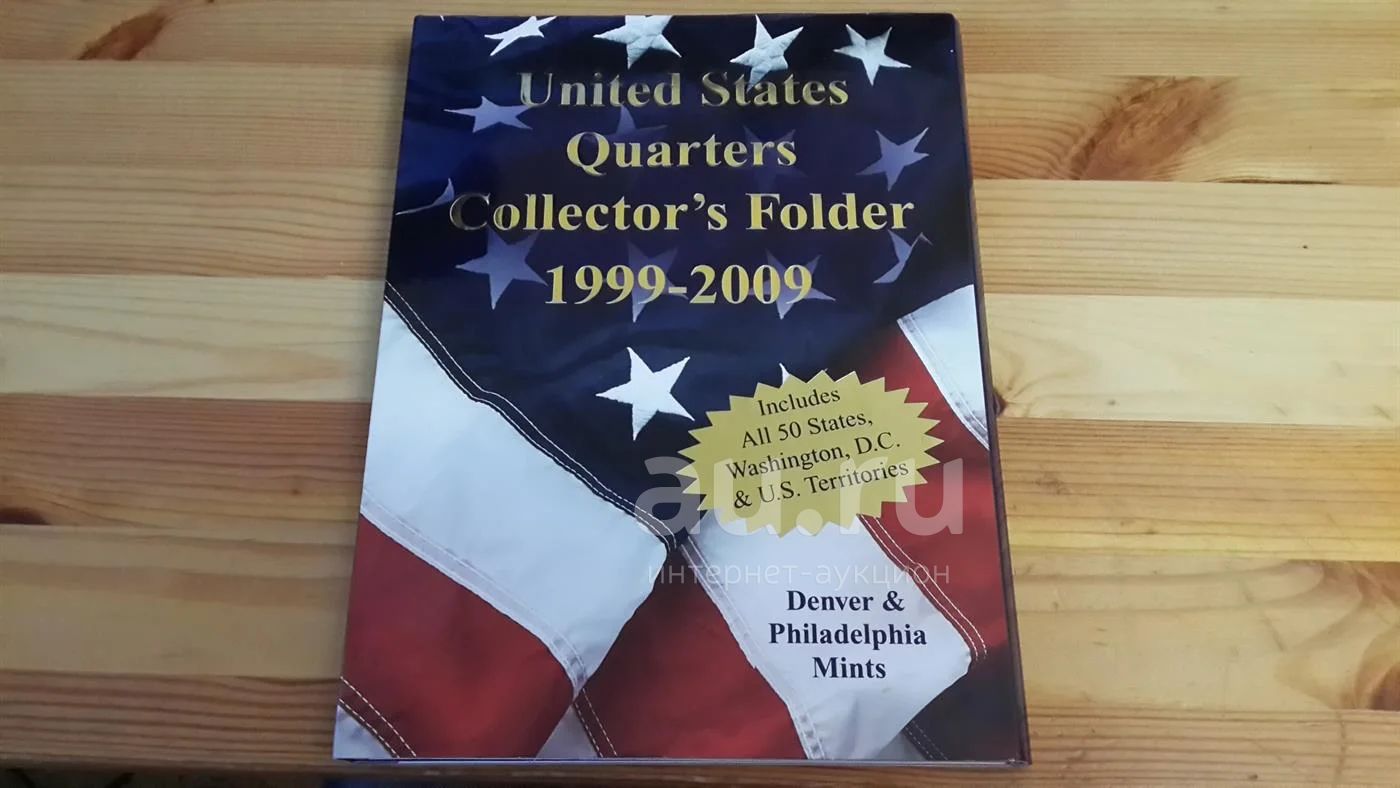 United States
Quarters
Collector's Folder
1999-2009
Includes
All 50 States,
Washington, D.C.
& U.S. Territories
au.ru
интернет-аукцион
Denver &
Philadelphia
Mints